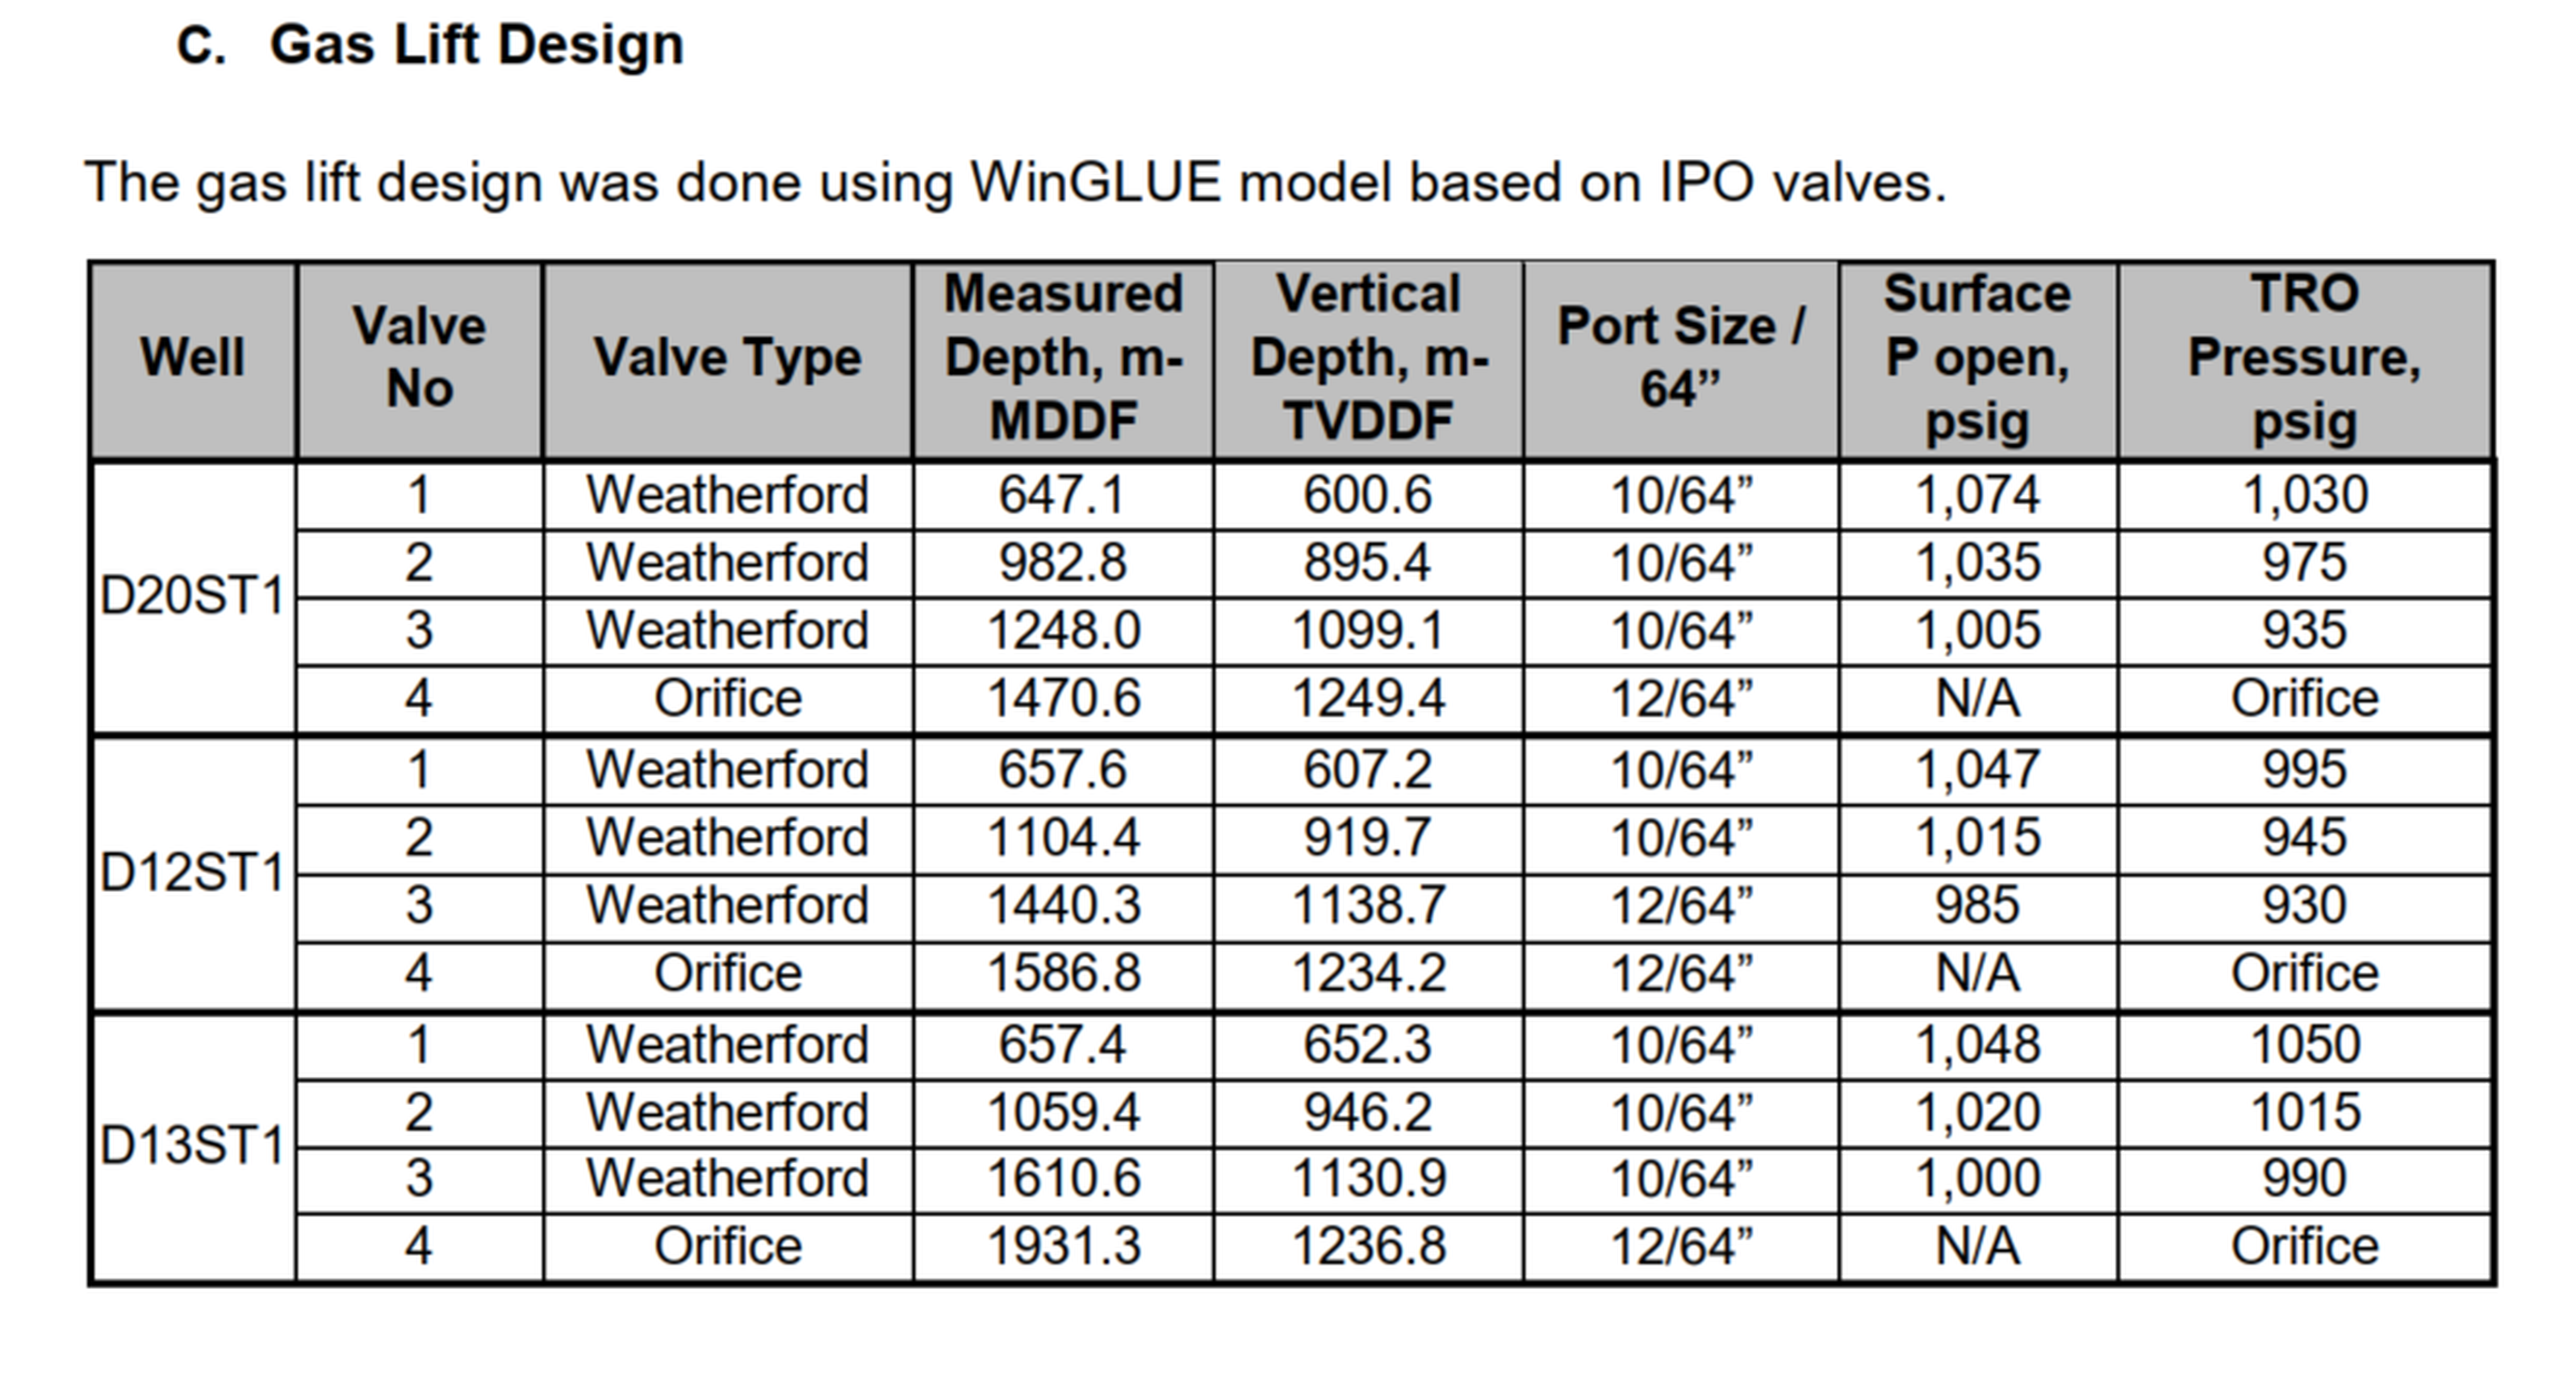 C. Gas Lift Design
The gas lift design was done using WinGLUE model based on IPO valves.
Well Valve No Valve Type Measured Depth, m-MDDF Vertical Depth, m-TVDDF Port Size / 64” Surface P open, psig TRO Pressure, psig
D20ST1 1 Weatherford 647.1 600.6 10/64” 1,074 1,030
2 Weatherford 982.8 895.4 10/64” 1,035 975
3 Weatherford 1248.0 1099.1 10/64” 1,005 935
4 Orifice 1470.6 1249.4 12/64” N/A Orifice
D12ST1 1 Weatherford 657.6 607.2 10/64” 1,047 995
2 Weatherford 1104.4 919.7 10/64” 1,015 945
3 Weatherford 1440.3 1138.7 12/64” 985 930
4 Orifice 1586.8 1234.2 12/64” N/A Orifice
D13ST1 1 Weatherford 657.4 652.3 10/64” 1,048 1050
2 Weatherford 1059.4 946.2 10/64” 1,020 1015
3 Weatherford 1610.6 1130.9 10/64” 1,000 990
4 Orifice 1931.3 1236.8 12/64” N/A Orifice